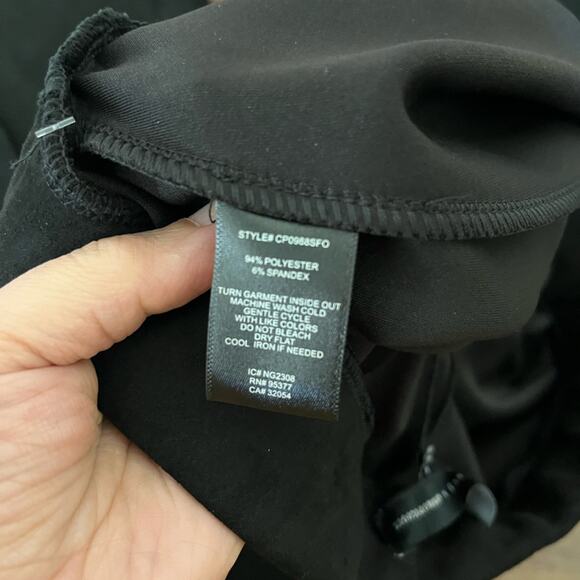 STYLE# CP0988SFO
94% POLYESTER
6% SPANDEX
TURN GARMENT INSIDE OUT
MACHINE WASH COLD
GENTLE CYCLE
WITH LIKE COLORS
DO NOT BLEACH
DRY FLAT
COOL IRON IF NEEDED
IC# NG2308
RN# 95377
CA# 32054